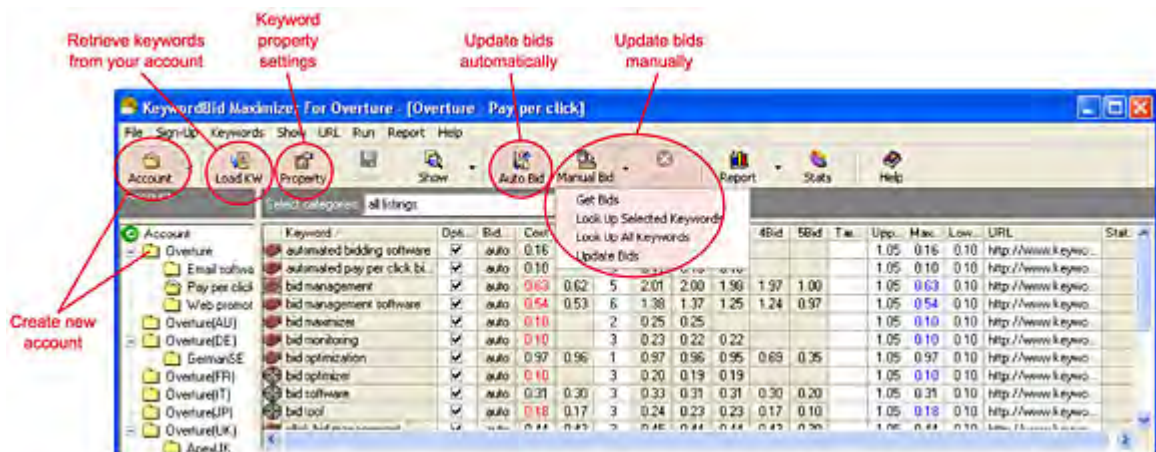 Keyword
property
settings
Retrieve keywords
from your account
Update bids
automatically
Update bids
manually
KeywordBid Maximizer For Overture - [Overture - Pay per click]
File Sign-Up Keywords Show URL Run Report Help
Account Load KW Property Show Auto Bid Manual Bid Report Stats Help
Select categories: all listings
Get Bids
Look Up Selected Keywords
Look Up All Keywords
Update Bids
Account
Overture
Email softwa
Pay per click
Web promot
Overture(AU)
Overture(DE)
GermanSE
Overture(FR)
Overture(IT)
Overture(JP)
Overture(UK)
ApexUK
Create new
account
Keyword Opti... Bid Cost 4Bid 5Bid Tar... Upp... Max... Low... URL Stat.
automated bidding software auto 0.16 1.05 0.16 0.10 http://www.keywo...
automated pay per click bi... auto 0.10 1.05 0.10 0.10 http://www.keywo...
bid management auto 0.63 0.62 5 2.01 2.00 1.98 1.97 1.00 1.05 0.63 0.10 http://www.keywo...
bid management software auto 0.54 0.53 6 1.38 1.37 1.25 1.24 0.97 1.05 0.54 0.10 http://www.keywo...
bid maximizer auto 0.10 2 0.25 0.25 1.05 0.10 0.10 http://www.keywo...
bid monitoring auto 0.10 3 0.23 0.22 0.22 1.05 0.10 0.10 http://www.keywo...
bid optimization auto 0.97 0.96 1 0.97 0.96 0.95 0.69 0.35 1.05 0.97 0.10 http://www.keywo...
bid optimizer auto 0.10 3 0.20 0.19 0.19 1.05 0.10 0.10 http://www.keywo...
bid software auto 0.31 0.30 3 0.33 0.31 0.31 0.30 0.20 1.05 0.31 0.10 http://www.keywo...
bid tool auto 0.18 0.17 3 0.24 0.23 0.23 0.17 0.10 1.05 0.18 0.10 http://www.keywo...